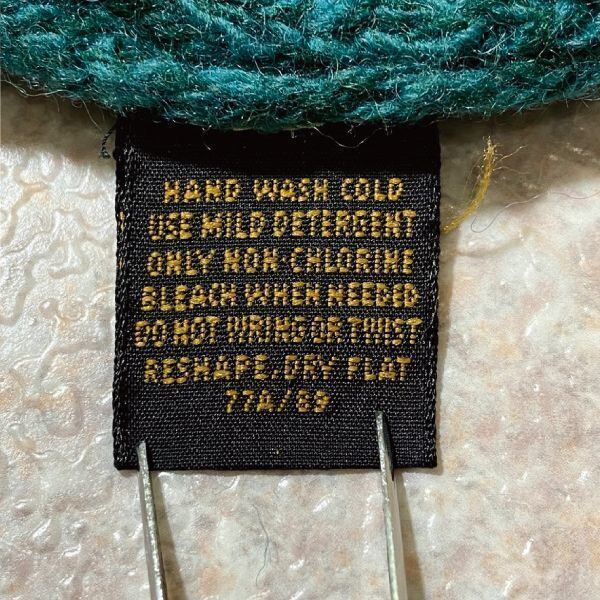 HAND WASH COLD
USE MILD DETERGENT
ONLY NON-CHLORINE
BLEACH WHEN NEEDED
DO NOT WRING OR TWIST
RESHAPE. DRY FLAT
77A/89